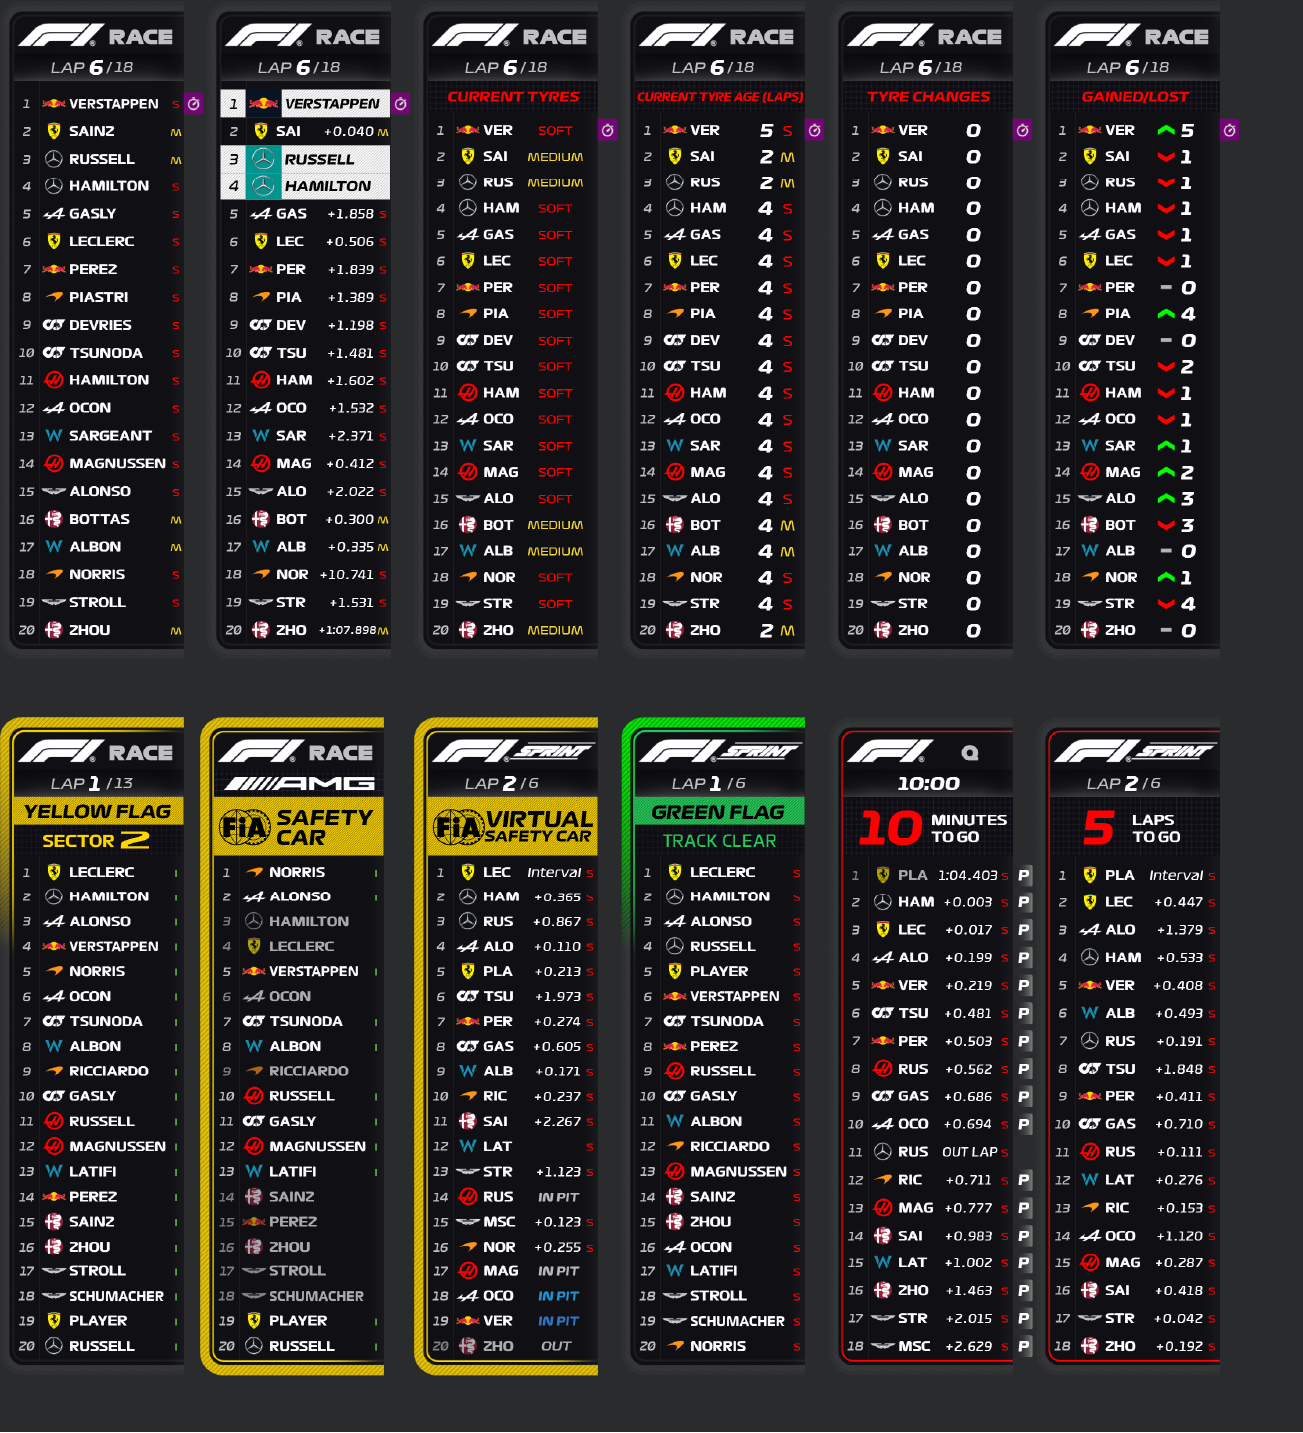 F1® RACE
LAP 6/18
1 VERSTAPPEN S
2 SAINZ M
3 RUSSELL M
4 HAMILTON S
5 GASLY S
6 LECLERC S
7 PEREZ S
8 PIASTRI S
9 DEVRIES S
10 TSUNODA S
11 HAMILTON S
12 OCON S
13 SARGEANT S
14 MAGNUSSEN S
15 ALONSO S
16 BOTTAS M
17 ALBON M
18 NORRIS S
19 STROLL S
20 ZHOU M
F1® RACE
LAP 6/18
1 VERSTAPPEN
2 SAI +0.040 M
3 RUSSELL
4 HAMILTON
5 GAS +1.858 S
6 LEC +0.506 S
7 PER +1.839 S
8 PIA +1.389 S
9 DEV +1.198 S
10 TSU +1.481 S
11 HAM +1.602 S
12 OCO +1.532 S
13 SAR +2.371 S
14 MAG +0.412 S
15 ALO +2.022 S
16 BOT +0.300 M
17 ALB +0.335 M
18 NOR +10.741 S
19 STR +1.531 S
20 ZHO +1:07.898 M
F1® RACE
LAP 6/18
CURRENT TYRES
1 VER SOFT
2 SAI MEDIUM
3 RUS MEDIUM
4 HAM SOFT
5 GAS SOFT
6 LEC SOFT
7 PER SOFT
8 PIA SOFT
9 DEV SOFT
10 TSU SOFT
11 HAM SOFT
12 OCO SOFT
13 SAR SOFT
14 MAG SOFT
15 ALO SOFT
16 BOT MEDIUM
17 ALB MEDIUM
18 NOR SOFT
19 STR SOFT
20 ZHO MEDIUM
F1® RACE
LAP 6/18
CURRENT TYRE AGE (LAPS)
1 VER 5 S
2 SAI 2 M
3 RUS 2 M
4 HAM 4 S
5 GAS 4 S
6 LEC 4 S
7 PER 4 S
8 PIA 4 S
9 DEV 4 S
10 TSU 4 S
11 HAM 4 S
12 OCO 4 S
13 SAR 4 S
14 MAG 4 S
15 ALO 4 S
16 BOT 4 M
17 ALB 4 M
18 NOR 4 S
19 STR 4 S
20 ZHO 2 M
F1® RACE
LAP 6/18
TYRE CHANGES
1 VER 0
2 SAI 0
3 RUS 0
4 HAM 0
5 GAS 0
6 LEC 0
7 PER 0
8 PIA 0
9 DEV 0
10 TSU 0
11 HAM 0
12 OCO 0
13 SAR 0
14 MAG 0
15 ALO 0
16 BOT 0
17 ALB 0
18 NOR 0
19 STR 0
20 ZHO 0
F1® RACE
LAP 6/18
GAINED/LOST
1 VER 5
2 SAI 1
3 RUS 1
4 HAM 1
5 GAS 1
6 LEC 1
7 PER 0
8 PIA 4
9 DEV 0
10 TSU 2
11 HAM 1
12 OCO 1
13 SAR 1
14 MAG 2
15 ALO 3
16 BOT 3
17 ALB 0
18 NOR 1
19 STR 4
20 ZHO 0
F1® RACE
LAP 1/13
YELLOW FLAG
SECTOR 2
1 LECLERC I
2 HAMILTON I
3 ALONSO I
4 VERSTAPPEN I
5 NORRIS I
6 OCON I
7 TSUNODA I
8 ALBON I
9 RICCIARDO I
10 GASLY I
11 RUSSELL I
12 MAGNUSSEN I
13 LATIFI I
14 PEREZ I
15 SAINZ I
16 ZHOU I
17 STROLL I
18 SCHUMACHER I
19 PLAYER I
20 RUSSELL I
F1® RACE
AMG
FIA SAFETY
CAR
1 NORRIS I
2 ALONSO I
3 HAMILTON
4 LECLERC
5 VERSTAPPEN I
6 OCON
7 TSUNODA I
8 ALBON I
9 RICCIARDO
10 RUSSELL I
11 GASLY I
12 MAGNUSSEN I
13 LATIFI I
14 SAINZ
15 PEREZ
16 ZHOU
17 STROLL
18 SCHUMACHER
19 PLAYER I
20 RUSSELL I
F1® SPRINT
LAP 2/6
FIA VIRTUAL
SAFETY CAR
1 LEC Interval S
2 HAM +0.365 S
3 RUS +0.867 S
4 ALO +0.110 S
5 PLA +0.213 S
6 TSU +1.973 S
7 PER +0.274 S
8 GAS +0.605 S
9 ALB +0.171 S
10 RIC +0.237 S
11 SAI +2.267 S
12 LAT S
13 STR +1.123 S
14 RUS IN PIT
15 MSC +0.123 S
16 NOR +0.255 S
17 MAG IN PIT
18 OCO IN PIT
19 VER IN PIT
20 ZHO OUT
F1® SPRINT
LAP 1/6
GREEN FLAG
TRACK CLEAR
1 LECLERC S
2 HAMILTON S
3 ALONSO S
4 RUSSELL S
5 PLAYER S
6 VERSTAPPEN S
7 TSUNODA S
8 PEREZ S
9 RUSSELL S
10 GASLY S
11 ALBON S
12 RICCIARDO S
13 MAGNUSSEN S
14 SAINZ S
15 ZHOU S
16 OCON S
17 LATIFI S
18 STROLL S
19 SCHUMACHER S
20 NORRIS S
F1® Q
10:00
10 MINUTES
TO GO
1 PLA 1:04.403 S P
2 HAM +0.003 S P
3 LEC +0.017 S P
4 ALO +0.199 S P
5 VER +0.219 S P
6 TSU +0.481 S P
7 PER +0.503 S P
8 RUS +0.562 S P
9 GAS +0.686 S P
10 OCO +0.694 S P
11 RUS OUT LAP S
12 RIC +0.711 S P
13 MAG +0.777 S P
14 SAI +0.983 S P
15 LAT +1.002 S P
16 ZHO +1.463 S P
17 STR +2.015 S P
18 MSC +2.629 S P
F1® SPRINT
LAP 2/6
5 LAPS
TO GO
1 PLA Interval S
2 LEC +0.447 S
3 ALO +1.379 S
4 HAM +0.533 S
5 VER +0.408 S
6 ALB +0.493 S
7 RUS +0.191 S
8 TSU +1.848 S
9 PER +0.411 S
10 GAS +0.710 S
11 RUS +0.111 S
12 LAT +0.276 S
13 RIC +0.153 S
14 OCO +1.120 S
15 MAG +0.287 S
16 SAI +0.418 S
17 STR +0.042 S
18 ZHO +0.192 S